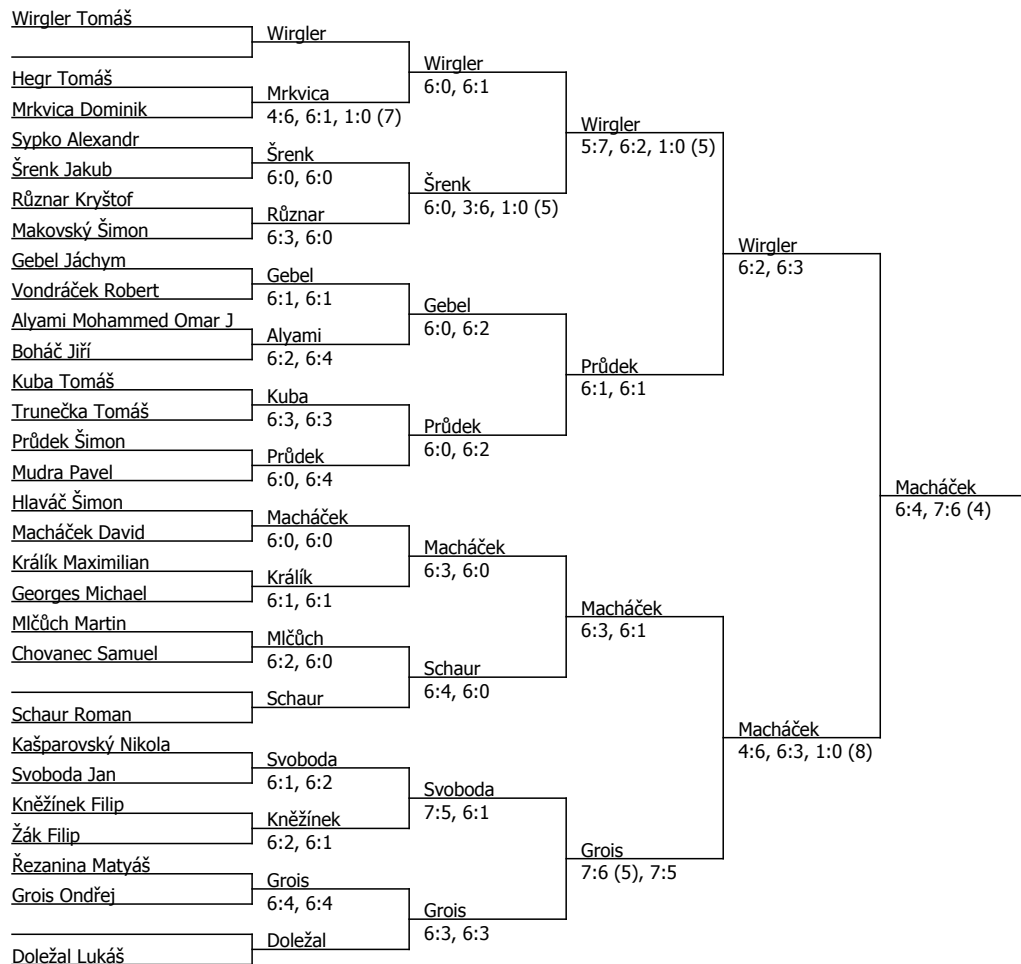 Wirgler Tomáš
Hegr Tomáš
Mrkvica Dominik
Sypko Alexandr
Šrenk Jakub
Různar Kryštof
Makovský Šimon
Gebel Jáchym
Vondráček Robert
Alyami Mohammed Omar J
Boháč Jiří
Kuba Tomáš
Trunečka Tomáš
Průdek Šimon
Mudra Pavel
Hlaváč Šimon
Macháček David
Králík Maximilian
Georges Michael
Mlčůch Martin
Chovanec Samuel
Schaur Roman
Kašparovský Nikola
Svoboda Jan
Kněžínek Filip
Žák Filip
Řezanina Matyáš
Grois Ondřej
Doležal Lukáš
Wirgler
Mrkvica
4:6, 6:1, 1:0 (7)
Šrenk
6:0, 6:0
Různar
6:3, 6:0
Gebel
6:1, 6:1
Alyami
6:2, 6:4
Kuba
6:3, 6:3
Průdek
6:0, 6:4
Macháček
6:0, 6:0
Králík
6:1, 6:1
Mlčůch
6:2, 6:0
Schaur
Svoboda
6:1, 6:2
Kněžínek
6:2, 6:1
Grois
6:4, 6:4
Doležal
Wirgler
6:0, 6:1
Šrenk
6:0, 3:6, 1:0 (5)
Gebel
6:0, 6:2
Průdek
6:0, 6:2
Macháček
6:3, 6:0
Schaur
6:4, 6:0
Svoboda
7:5, 6:1
Grois
6:3, 6:3
Wirgler
5:7, 6:2, 1:0 (5)
Průdek
6:1, 6:1
Macháček
6:3, 6:1
Grois
7:6 (5), 7:5
Wirgler
6:2, 6:3
Macháček
4:6, 6:3, 1:0 (8)
Macháček
6:4, 7:6 (4)